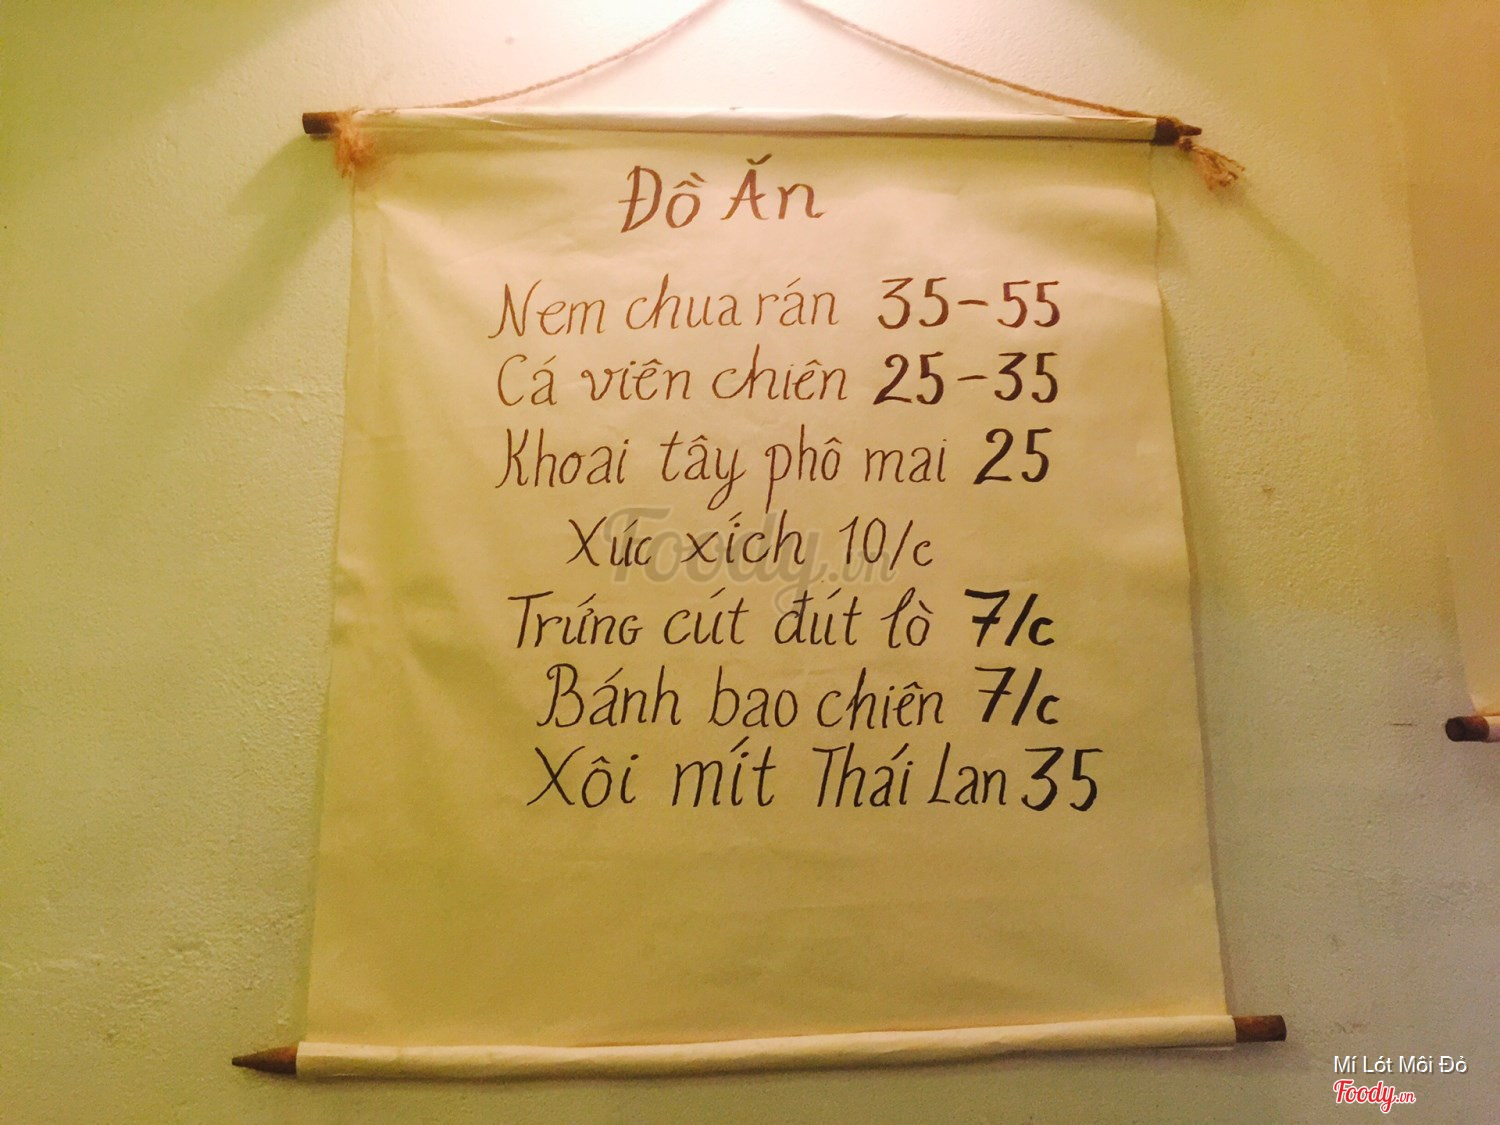 Đồ Ăn
Nem chua rán 35-55
Cá viên chiên 25-35
Khoai tây phô mai 25
Xúc xích 10/c
Foody.vn
Trứng cút đút lò 7/c
Bánh bao chiên 7/c
Xôi mít Thái Lan 35
Mí Lót Môi Đỏ
Foody.vn